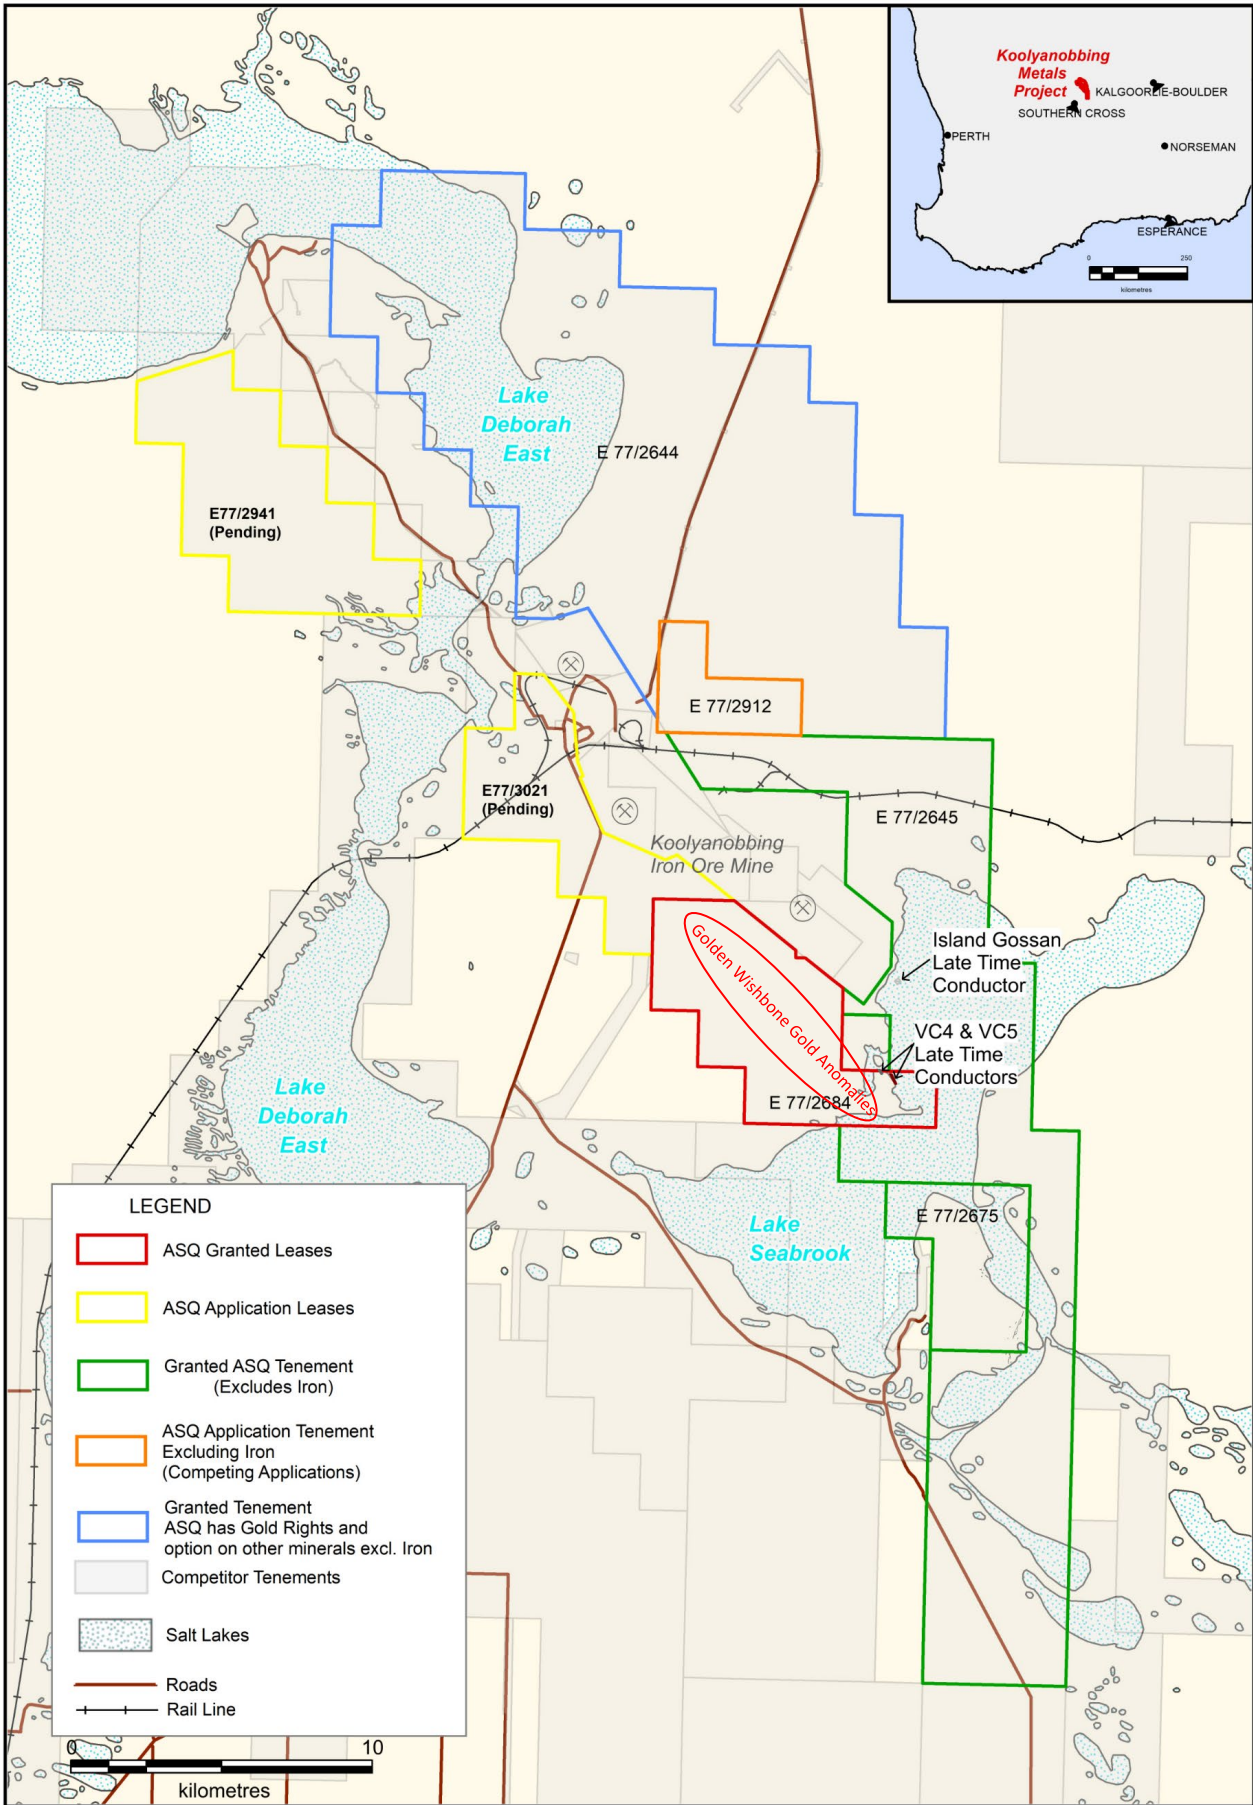 Koolyanobbing
Metals
Project
KALGOORLIE-BOULDER
SOUTHERN CROSS
PERTH
NORSEMAN
ESPERANCE
0 250
kilometres
Lake
Deborah
East
E 77/2644
E77/2941
(Pending)
E 77/2912
E77/3021
(Pending)
E 77/2645
Koolyanobbing
Iron Ore Mine
Golden Wishbone Gold Anomalies
Island Gossan
Late Time
Conductor
VC4 & VC5
Late Time
Conductors
E 77/2684
Lake
Deborah
East
E 77/2675
Lake
Seabrook
LEGEND
ASQ Granted Leases
ASQ Application Leases
Granted ASQ Tenement
(Excludes Iron)
ASQ Application Tenement
Excluding Iron
(Competing Applications)
Granted Tenement
ASQ has Gold Rights and
option on other minerals excl. Iron
Competitor Tenements
Salt Lakes
Roads
Rail Line
0 10
kilometres